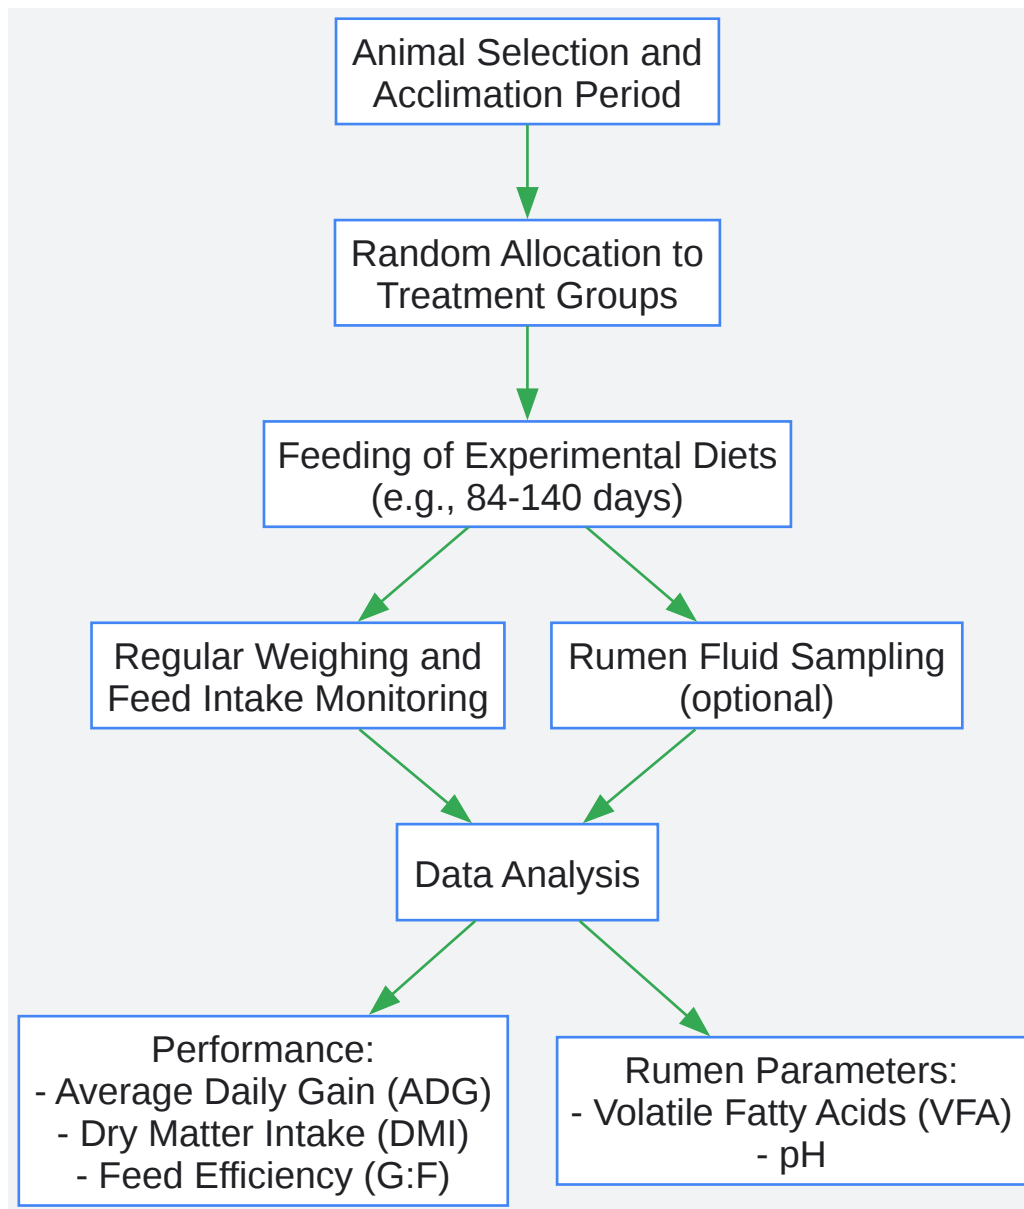 Animal Selection and
Acclimation Period
Random Allocation to
Treatment Groups
Feeding of Experimental Diets
(e.g., 84-140 days)
Regular Weighing and
Feed Intake Monitoring
Rumen Fluid Sampling
(optional)
Data Analysis
Performance:
- Average Daily Gain (ADG)
- Dry Matter Intake (DMI)
- Feed Efficiency (G:F)
Rumen Parameters:
- Volatile Fatty Acids (VFA)
- pH